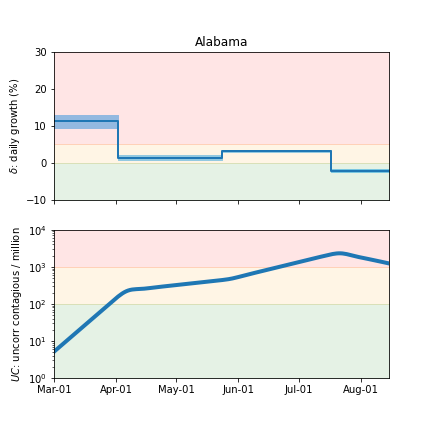 Alabama
30
20
10
0
−10
δ: daily growth (%)
10⁴
10³
10²
10¹
10⁰
UC: uncorr contagious / million
Mar-01 Apr-01 May-01 Jun-01 Jul-01 Aug-01